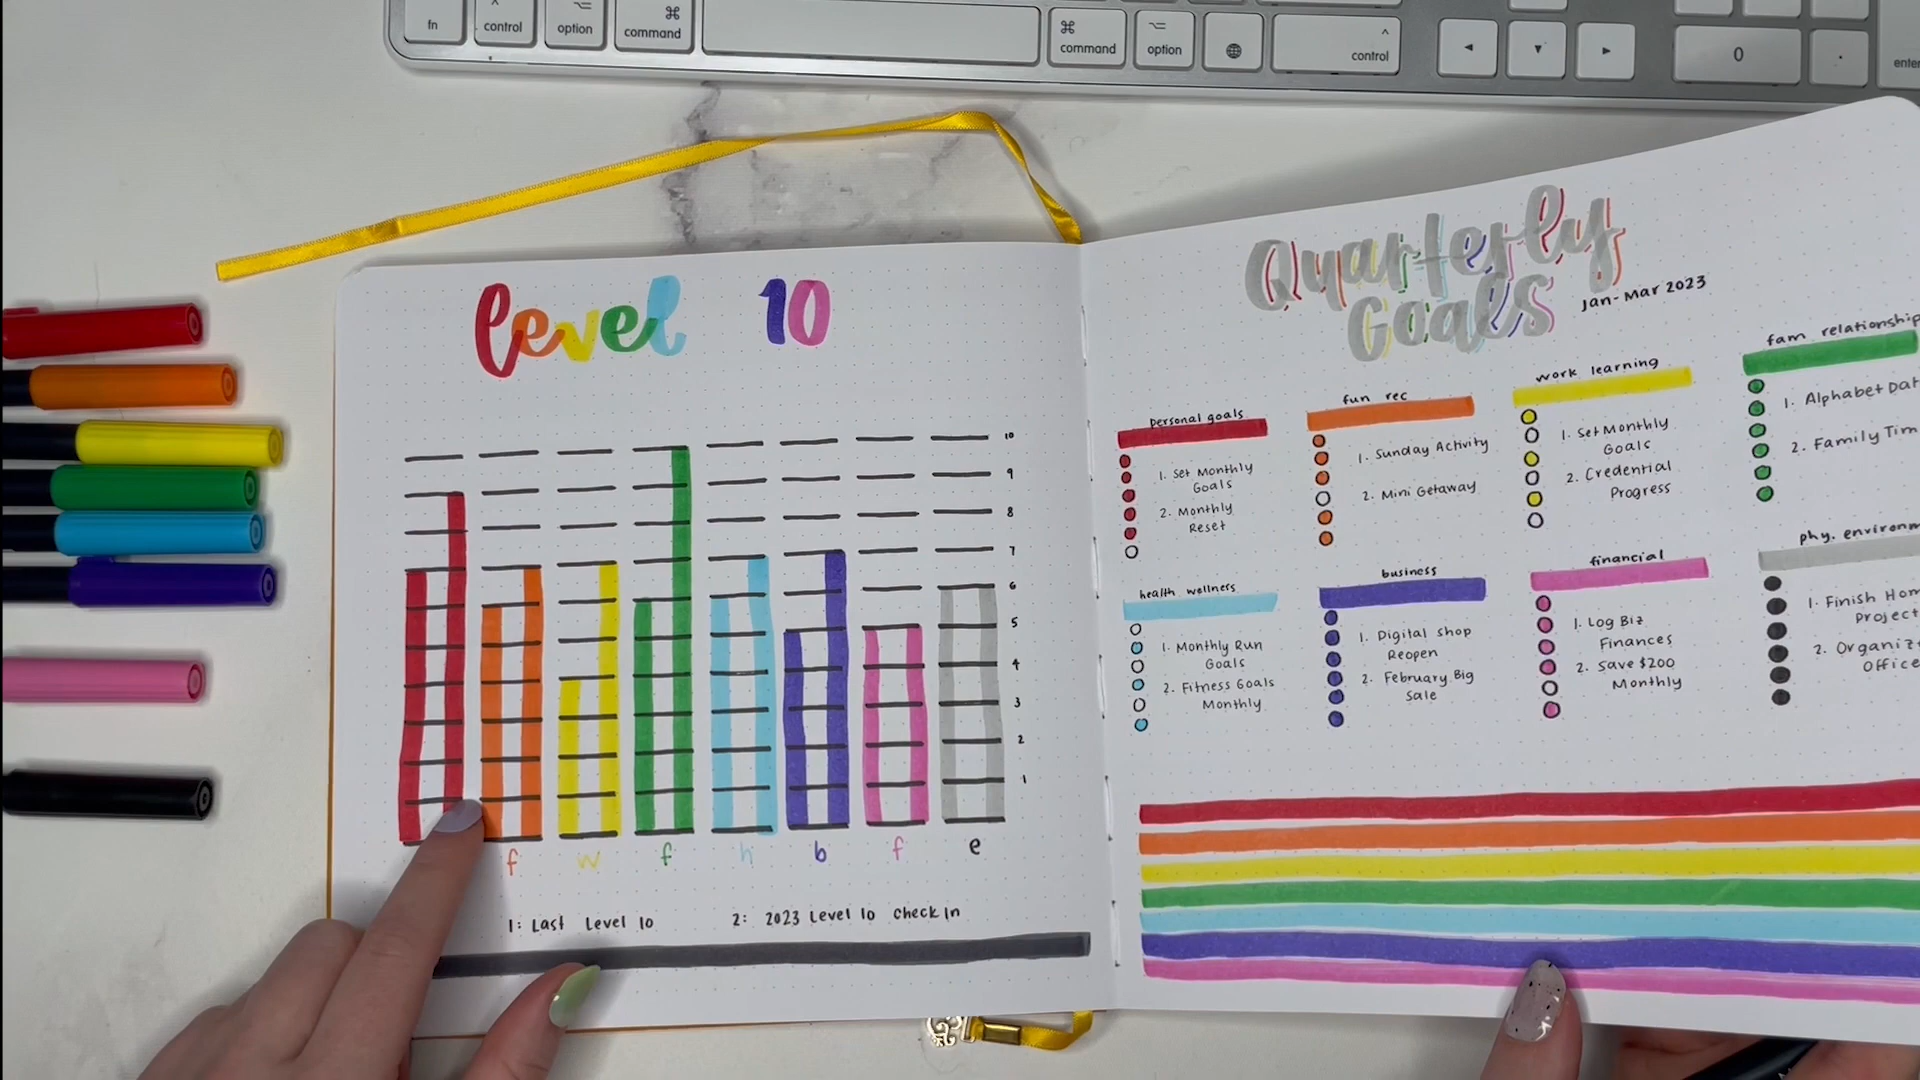 fn
control
option
command
command
option
control
0
.
enter
level 10
10
9
8
7
6
5
4
3
2
1
f
w
f
h
b
f
e
1: Last Level 10
2: 2023 Level 10 Check In
Quarterly
Goals
Jan-Mar 2023
personal goals
1. Set Monthly
Goals
2. Monthly
Reset
fun rec
1. Sunday Activity
2. Mini Getaway
work learning
1. Set Monthly
Goals
2. Credential
Progress
fam relationship
1. Alphabet Dat
2. Family Tim
health wellness
1. Monthly Run
Goals
2. Fitness Goals
Monthly
business
1. Digital Shop
Reopen
2. February Big
Sale
financial
1. Log Biz
Finances
2. Save $200
Monthly
phy. environm
1. Finish Hom
Project
2. Organiz
Office